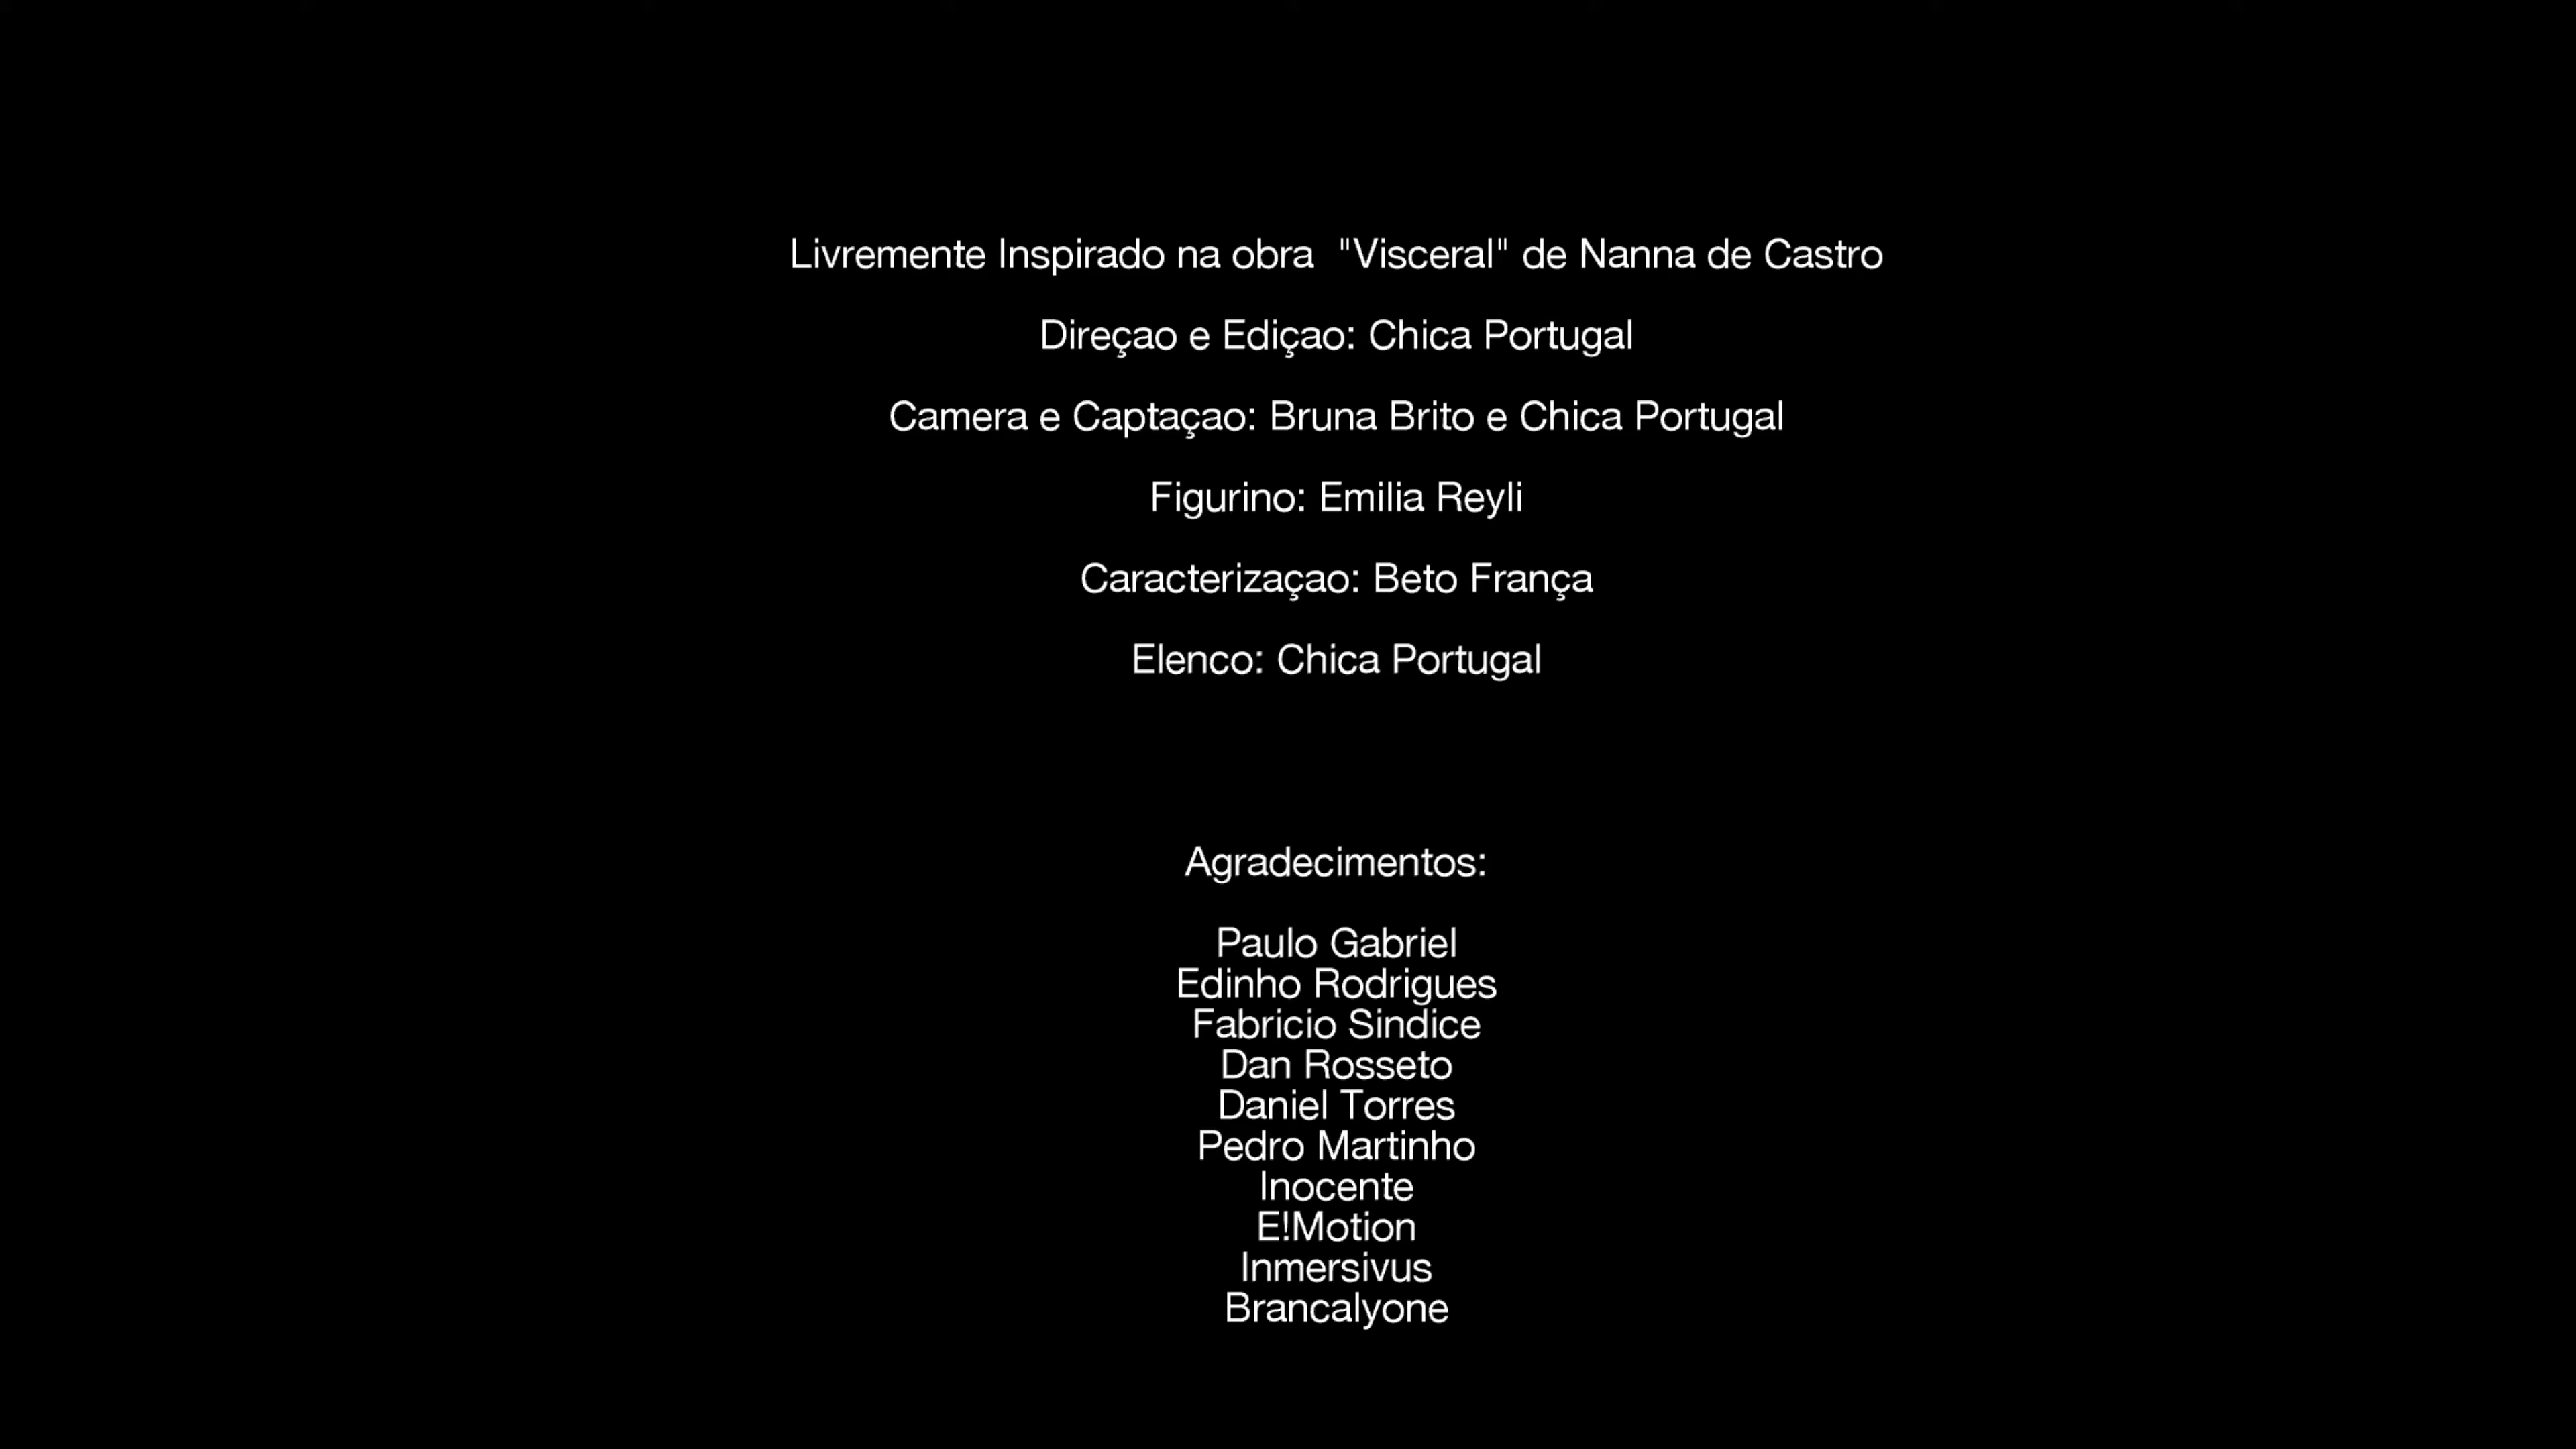 Livremente Inspirado na obra  "Visceral" de Nanna de Castro
Direçao e Ediçao: Chica Portugal
Camera e Captaçao: Bruna Brito e Chica Portugal
Figurino: Emilia Reyli
Caracterizaçao: Beto França
Elenco: Chica Portugal
Agradecimentos:
Paulo Gabriel
Edinho Rodrigues
Fabricio Sindice
Dan Rosseto
Daniel Torres
Pedro Martinho
Inocente
E!Motion
Inmersivus
Brancalyone